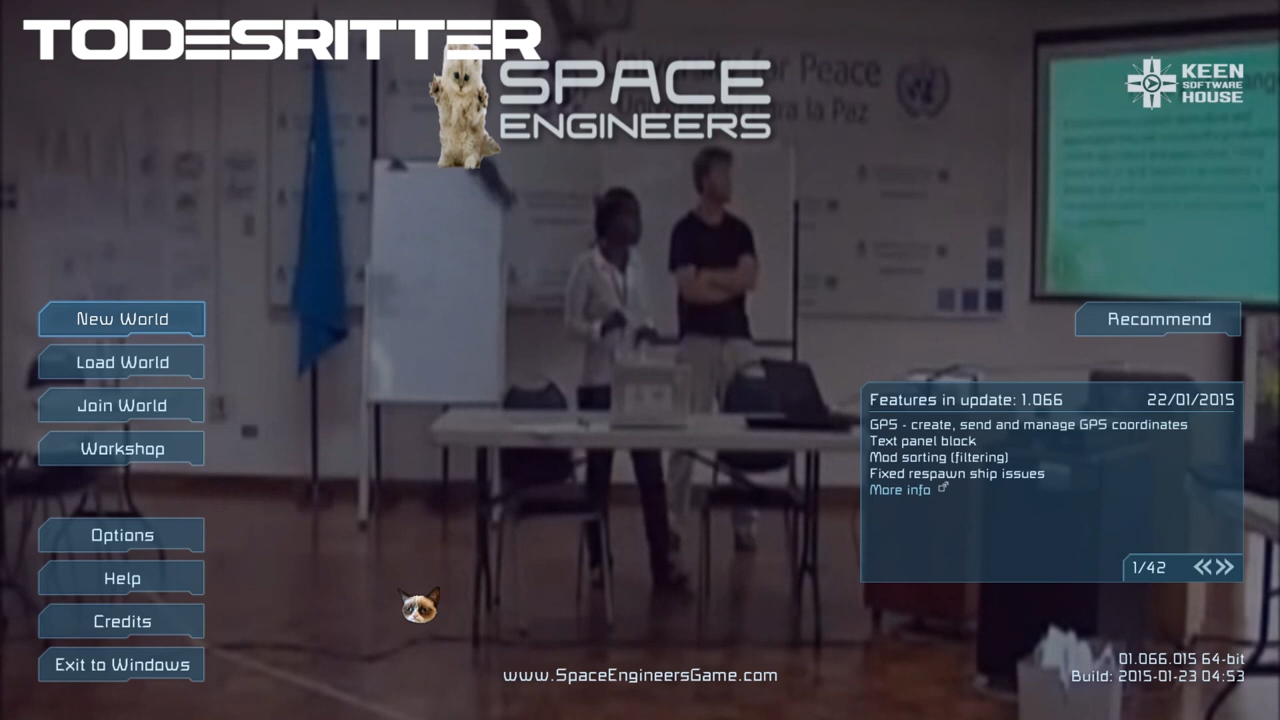 TODESRITTER
SPACE
ENGINEERS
University for Peace
la Paz
KEEN
SOFTWARE
HOUSE
New World
Load World
Join World
Workshop
Options
Help
Credits
Exit to Windows
Recommend
Features in update: 1.066 22/01/2015
GPS - create, send and manage GPS coordinates
Text panel block
Mod sorting (filtering)
Fixed respawn ship issues
More info
1/42
www.SpaceEngineersGame.com
01.066.015 64-bit
Build: 2015-01-23 04:53